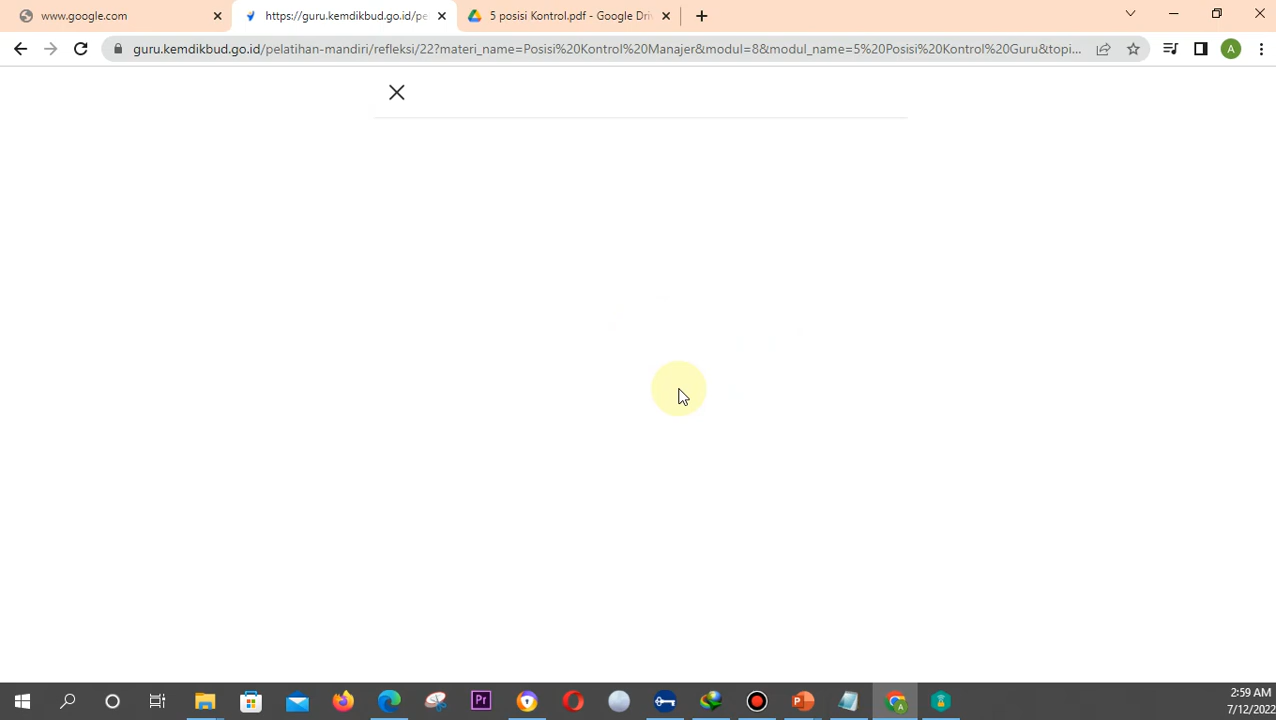 www.google.com
https://guru.kemdikbud.go.id/pe
5 posisi Kontrol.pdf - Google Dri
guru.kemdikbud.go.id/pelatihan-mandiri/refleksi/22?materi_name=Posisi%20Kontrol%20Manajer&modul=8&modul_name=5%20Posisi%20Kontrol%20Guru&topi...
A
Pr
2:59 AM
7/12/2022